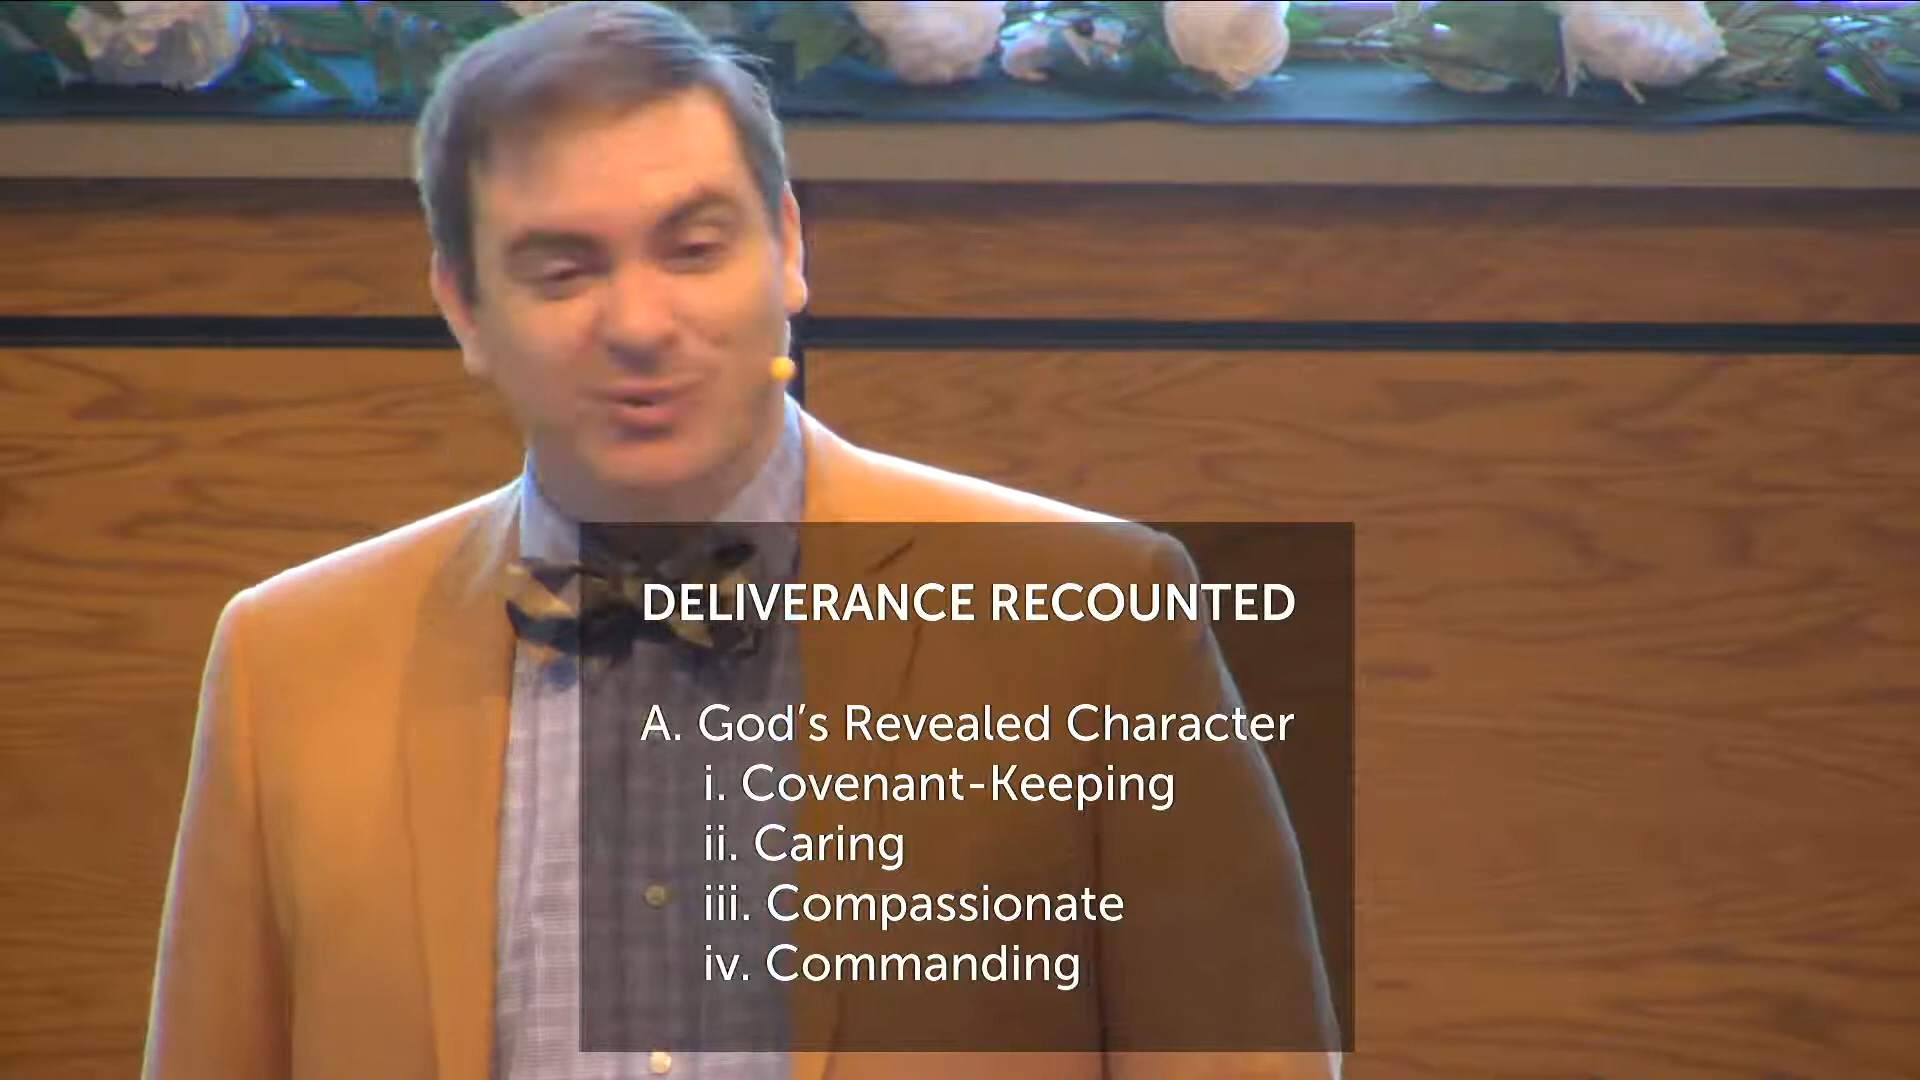 DELIVERANCE RECOUNTED
A. God's Revealed Character
i. Covenant-Keeping
ii. Caring
iii. Compassionate
iv. Commanding